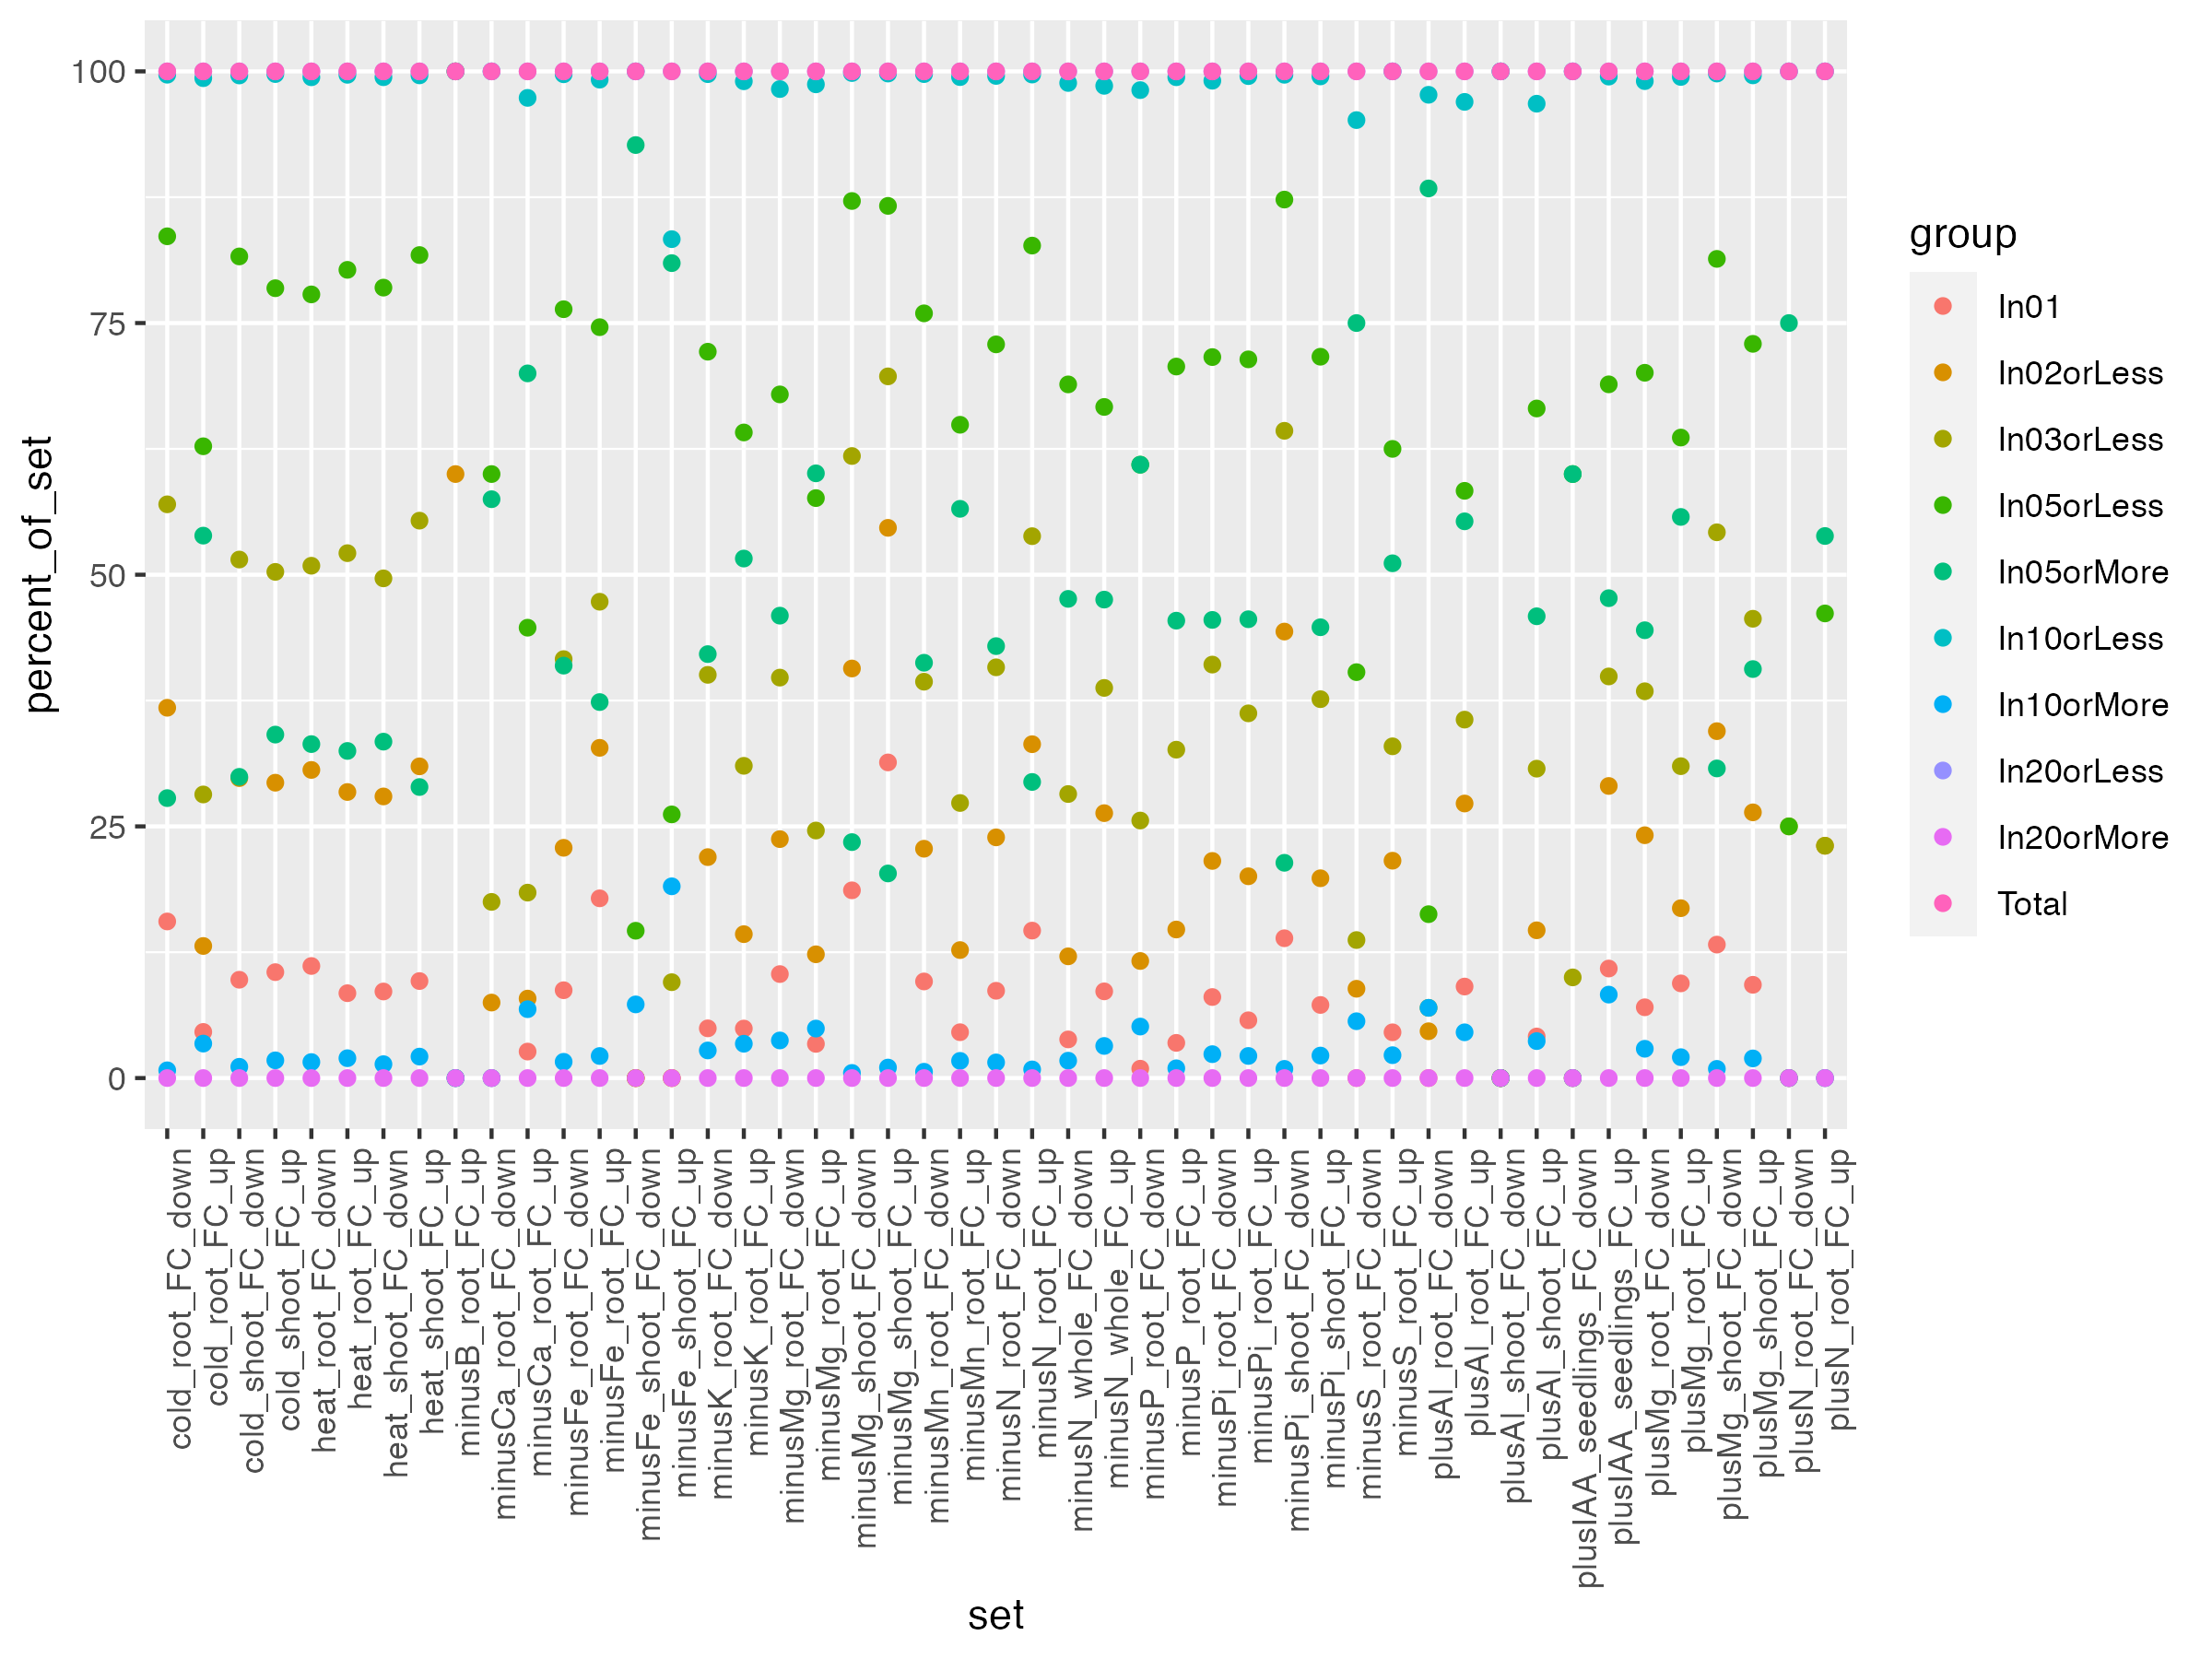 percent_of_set
100
75
50
25
0
cold_root_FC_down
cold_root_FC_up
cold_shoot_FC_down
cold_shoot_FC_up
heat_root_FC_down
heat_root_FC_up
heat_shoot_FC_down
heat_shoot_FC_up
minusB_root_FC_up
minusCa_root_FC_down
minusCa_root_FC_up
minusFe_root_FC_down
minusFe_root_FC_up
minusFe_shoot_FC_down
minusFe_shoot_FC_up
minusK_root_FC_down
minusK_root_FC_up
minusMg_root_FC_down
minusMg_root_FC_up
minusMg_shoot_FC_down
minusMg_shoot_FC_up
minusMn_root_FC_down
minusMn_root_FC_up
minusN_root_FC_down
minusN_root_FC_up
minusN_whole_FC_down
minusN_whole_FC_up
minusP_root_FC_down
minusP_root_FC_up
minusPi_root_FC_down
minusPi_root_FC_up
minusPi_shoot_FC_down
minusPi_shoot_FC_up
minusS_root_FC_down
minusS_root_FC_up
plusAl_root_FC_down
plusAl_root_FC_up
plusAl_shoot_FC_down
plusAl_shoot_FC_up
plusIAA_seedlings_FC_down
plusIAA_seedlings_FC_up
plusMg_root_FC_down
plusMg_root_FC_up
plusMg_shoot_FC_down
plusMg_shoot_FC_up
plusN_root_FC_down
plusN_root_FC_up
set
group
In01
In02orLess
In03orLess
In05orLess
In05orMore
In10orLess
In10orMore
In20orLess
In20orMore
Total